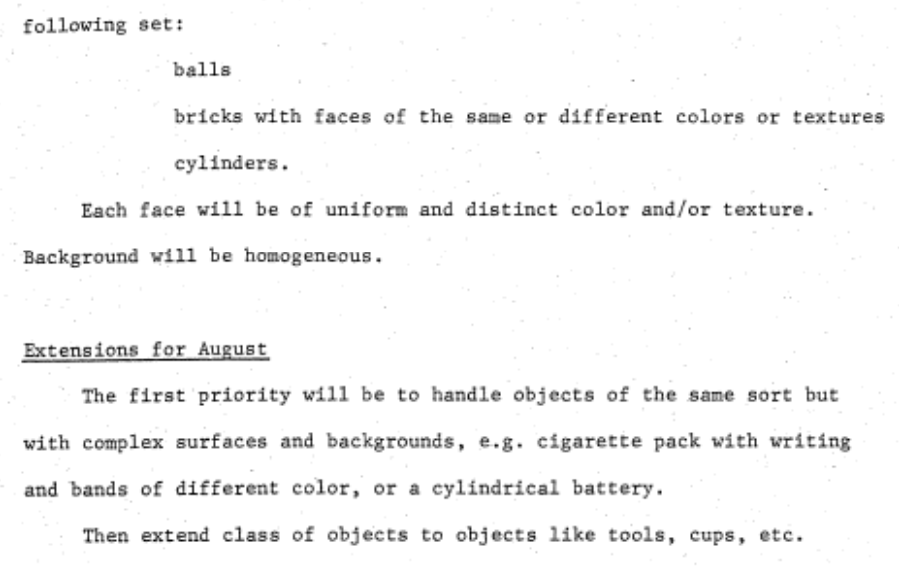 following set:
balls
bricks with faces of the same or different colors or textures
cylinders.
Each face will be of uniform and distinct color and/or texture.
Background will be homogeneous.
Extensions for August
The first priority will be to handle objects of the same sort but
with complex surfaces and backgrounds, e.g. cigarette pack with writing
and bands of different color, or a cylindrical battery.
Then extend class of objects to objects like tools, cups, etc.